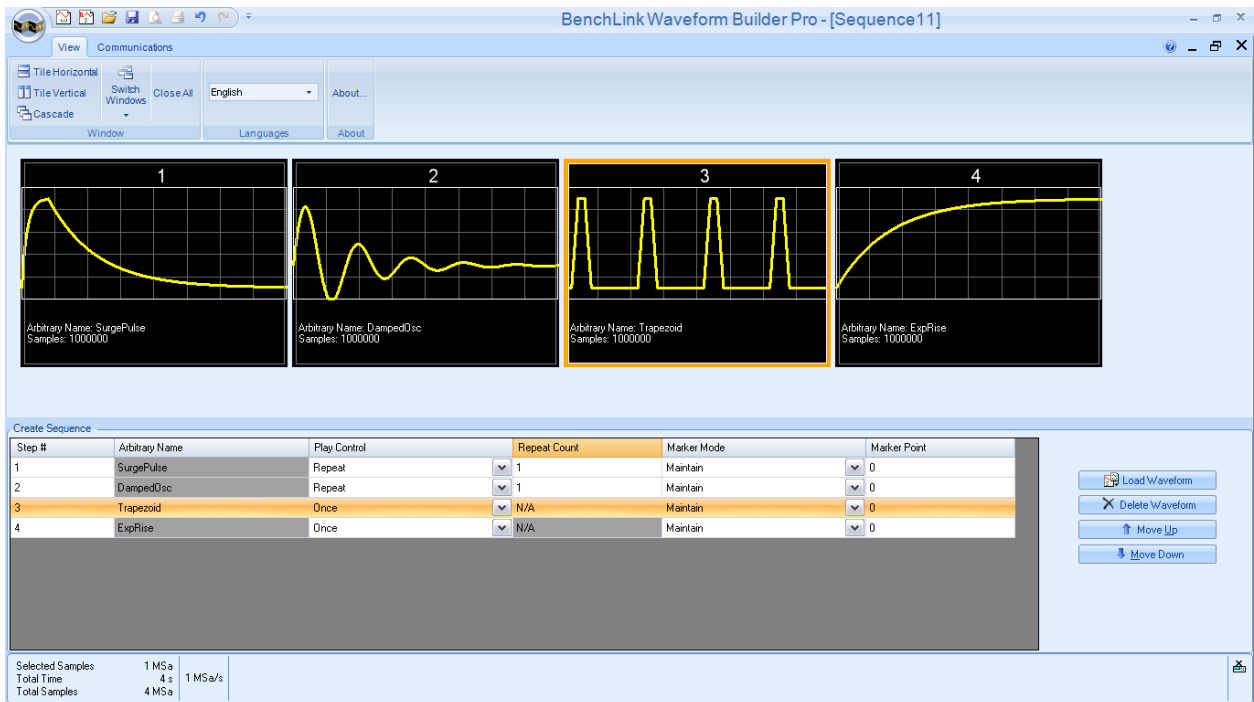 BenchLink Waveform Builder Pro - [Sequence11]
View Communications
Tile Horizontal
Tile Vertical
Cascade
Switch
Windows
Close All
Window
English
Languages
About...
About
1
Arbitrary Name: SurgePulse
Samples: 1000000
2
Arbitrary Name: DampedOsc
Samples: 1000000
3
Arbitrary Name: Trapezoid
Samples: 1000000
4
Arbitrary Name: ExpRise
Samples: 1000000
Create Sequence
Step # Arbitrary Name Play Control Repeat Count Marker Mode Marker Point
1 SurgePulse Repeat 1 Maintain 0
2 DampedOsc Repeat 1 Maintain 0
3 Trapezoid Once N/A Maintain 0
4 ExpRise Once N/A Maintain 0
Load Waveform
Delete Waveform
Move Up
Move Down
Selected Samples 1 MSa
Total Time 4 s
Total Samples 4 MSa
1 MSa/s